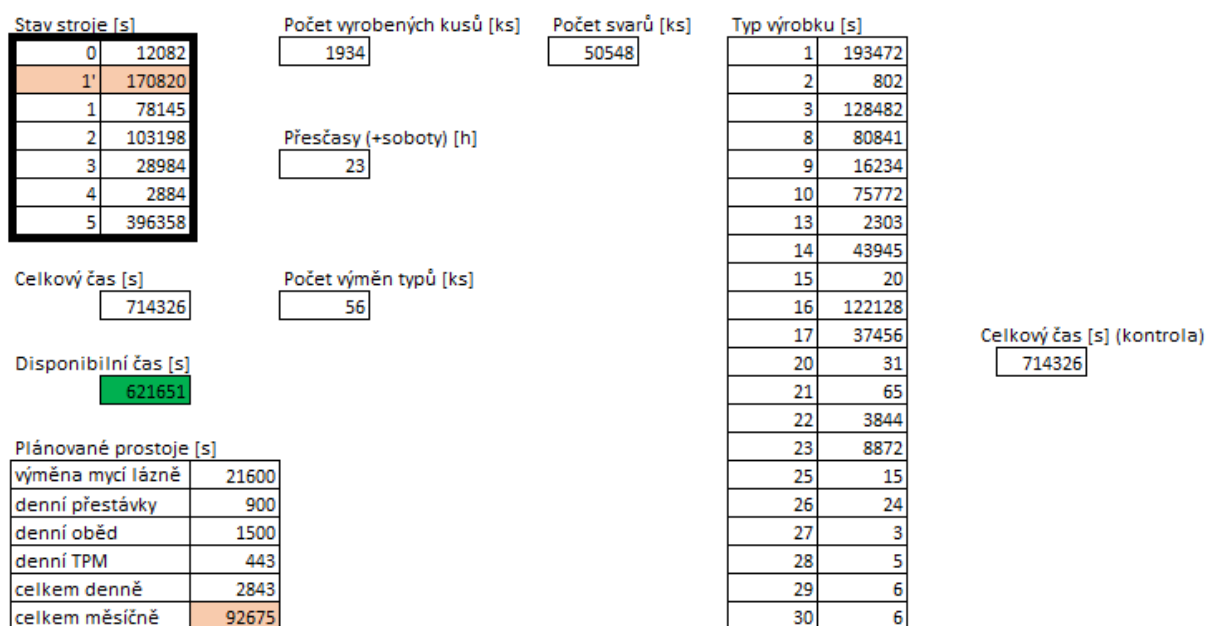 Stav stroje [s]
0 12082
1' 170820
1 78145
2 103198
3 28984
4 2884
5 396358
Celkový čas [s]
714326
Disponibilní čas [s]
621651
Plánované prostoje [s]
výměna mycí lázně 21600
denní přestávky 900
denní oběd 1500
denní TPM 443
celkem denně 2843
celkem měsíčně 92675
Počet vyrobených kusů [ks]
1934
Přesčasy (+soboty) [h]
23
Počet výměn typů [ks]
56
Počet svarů [ks]
50548
Typ výrobku [s]
1 193472
2 802
3 128482
8 80841
9 16234
10 75772
13 2303
14 43945
15 20
16 122128
17 37456
20 31
21 65
22 3844
23 8872
25 15
26 24
27 3
28 5
29 6
30 6
Celkový čas [s] (kontrola)
714326